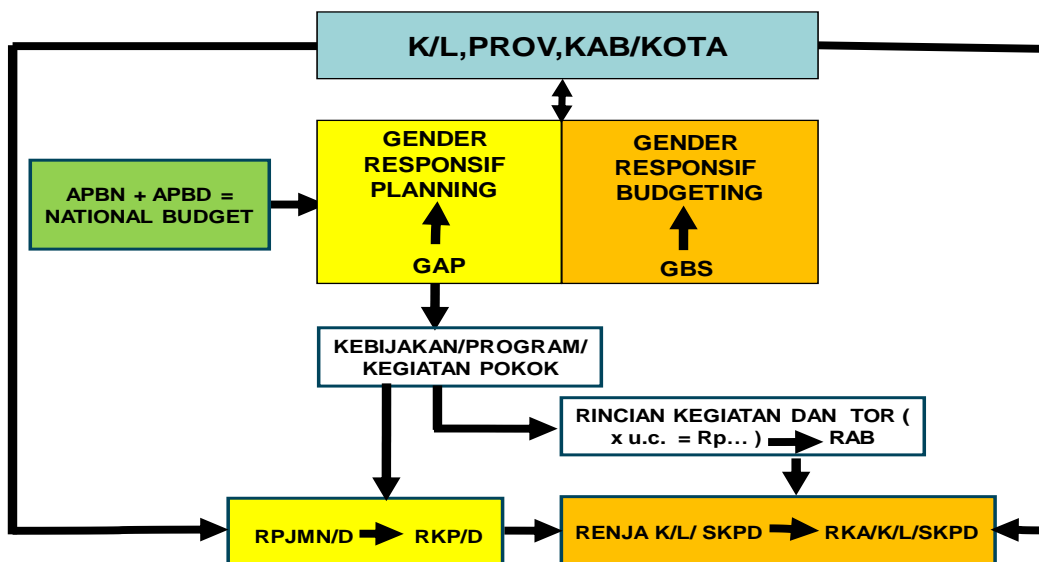 K/L,PROV,KAB/KOTA
GENDER
RESPONSIF
PLANNING
GAP
GENDER
RESPONSIF
BUDGETING
GBS
APBN + APBD =
NATIONAL BUDGET
KEBIJAKAN/PROGRAM/
KEGIATAN POKOK
RINCIAN KEGIATAN DAN TOR (
x u.c. = Rp... ) RAB
RPJMN/D RKP/D
RENJA K/L/ SKPD RKA/K/L/SKPD